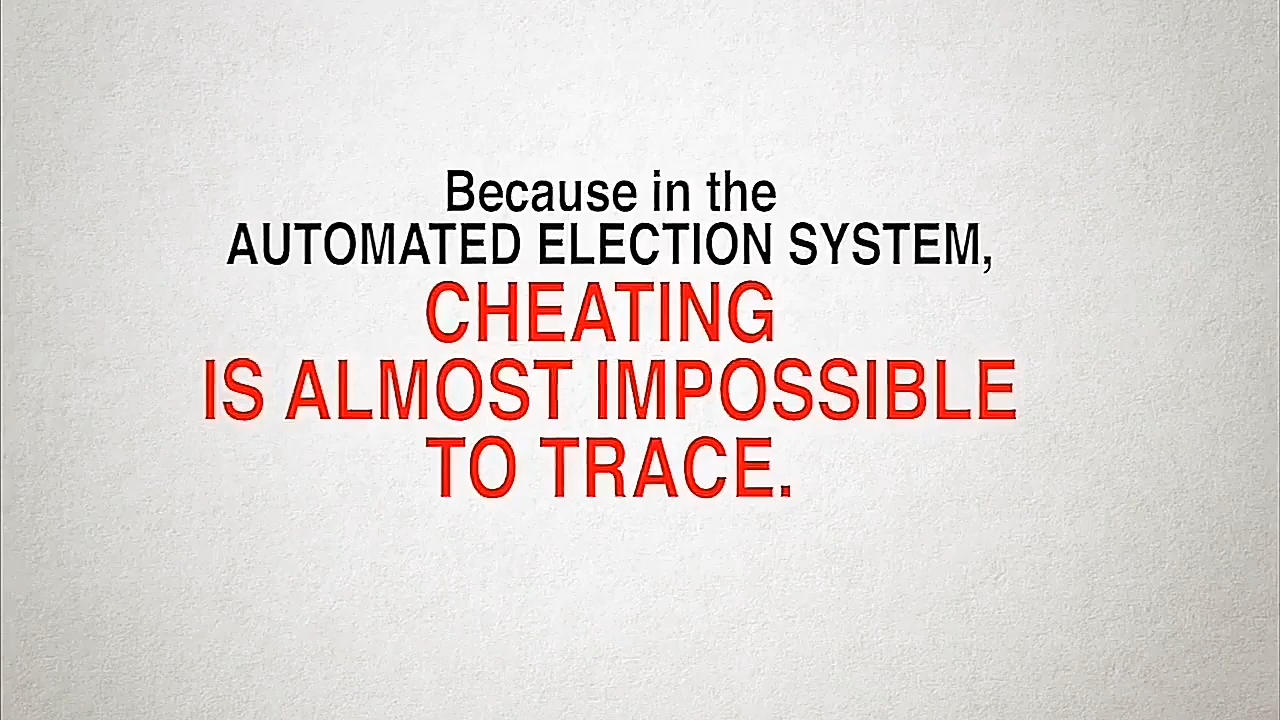 Because in the
AUTOMATED ELECTION SYSTEM,
CHEATING
IS ALMOST IMPOSSIBLE
TO TRACE.